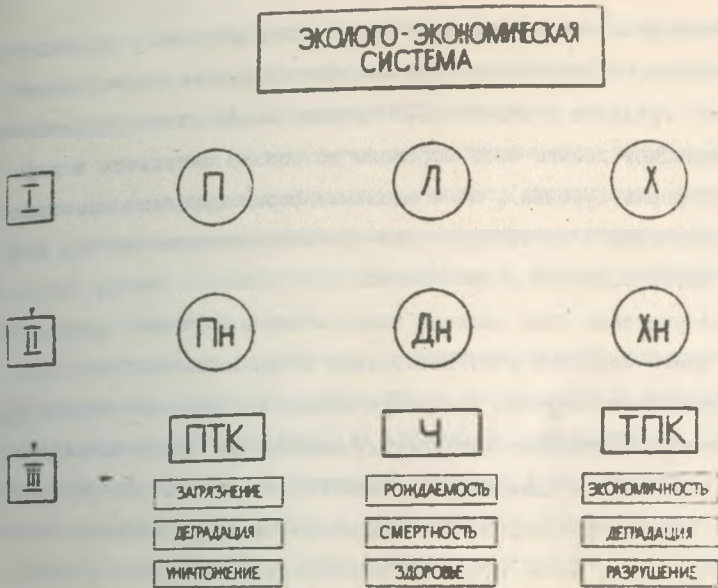 ЭКОЛОГО - ЭКОНОМИЧЕСКАЯ
СИСТЕМА
I П Л Х
II Пн Дн Хн
III ПТК Ч ТПК
ЗАГРЯЗНЕНИЕ РОЖДАЕМОСТЬ ЭКОНОМИЧНОСТЬ
ДЕГРАДАЦИЯ СМЕРТНОСТЬ ДЕГРАДАЦИЯ
УНИЧТОЖЕНИЕ ЗДОРОВЬЕ РАЗРУШЕНИЕ